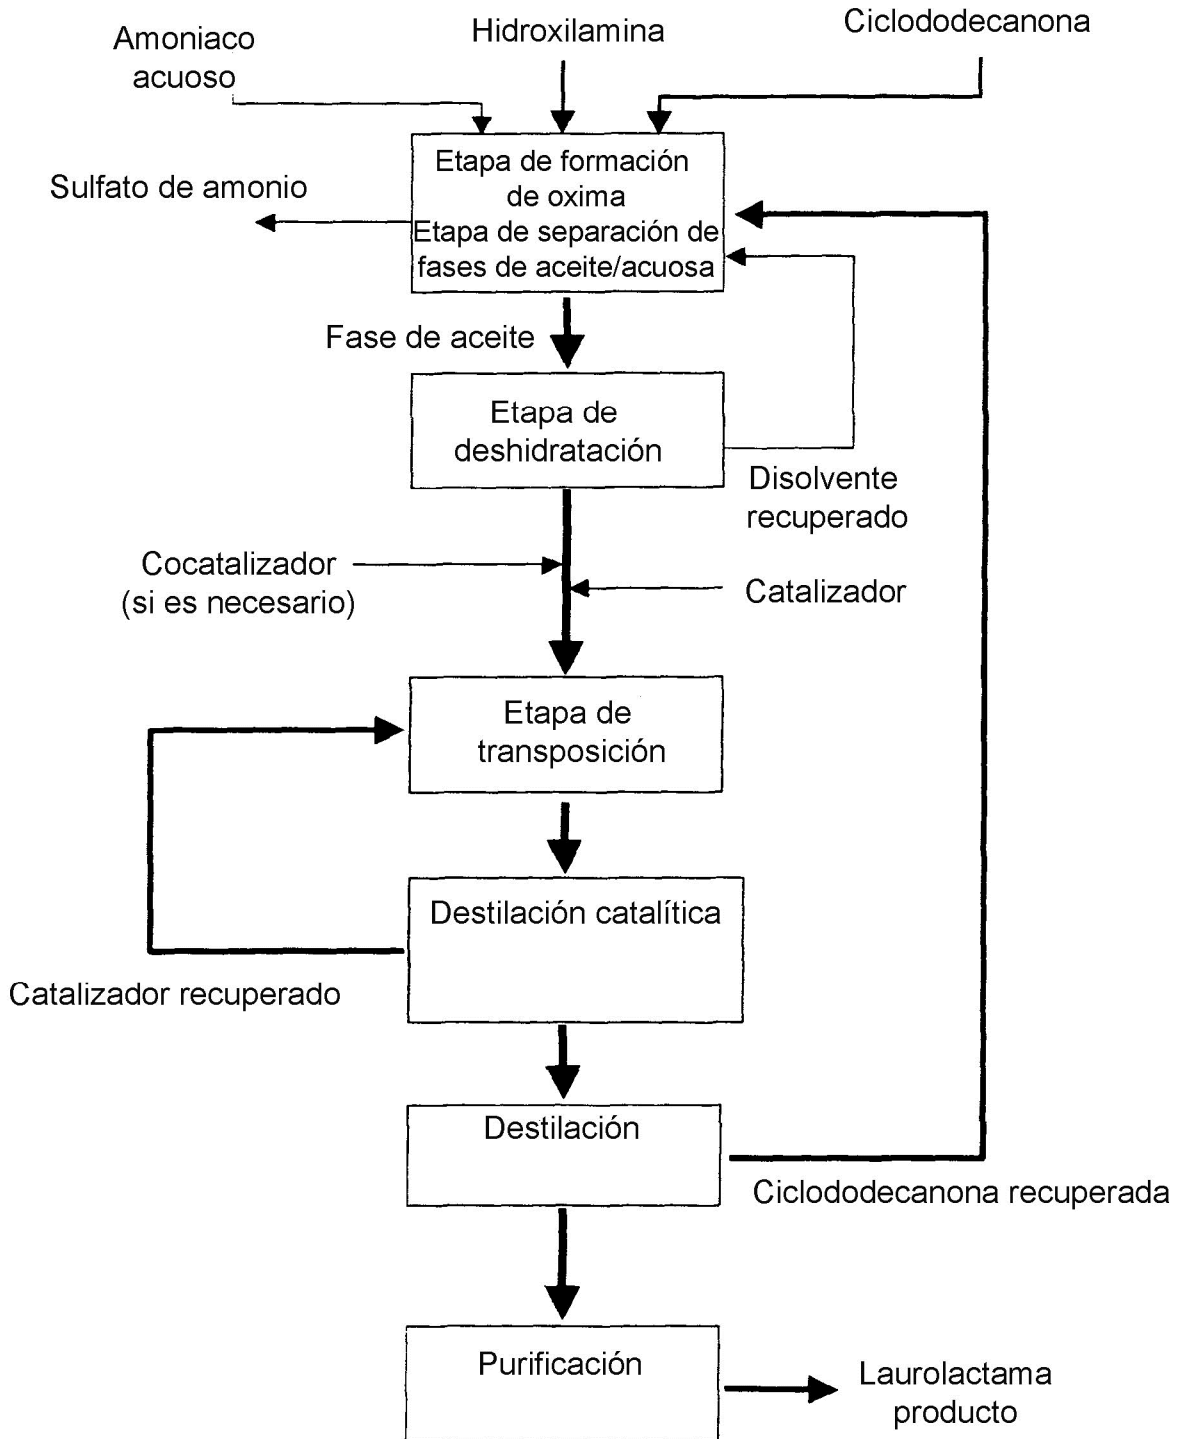 Amoniaco
acuoso
Hidroxilamina
Ciclododecanona
Etapa de formación
de oxima
Etapa de separación de
fases de aceite/acuosa
Sulfato de amonio
Fase de aceite
Etapa de
deshidratación
Disolvente
recuperado
Cocatalizador
(si es necesario)
Catalizador
Etapa de
transposición
Destilación catalítica
Catalizador recuperado
Destilación
Ciclododecanona recuperada
Purificación
Laurolactama
producto